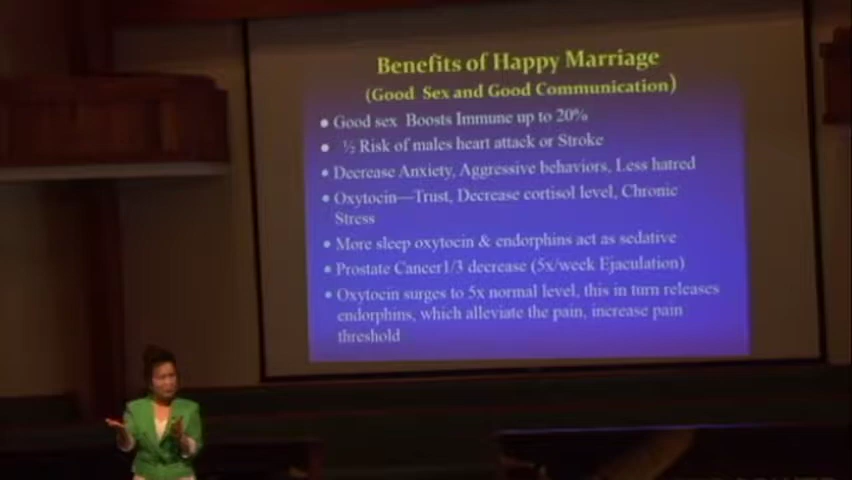 Benefits of Happy Marriage
(Good Sex and Good Communication)
• Good sex Boosts Immune up to 20%
• ½ Risk of males heart attack or Stroke
• Decrease Anxiety, Aggressive behaviors, Less hatred
• Oxytocin—Trust, Decrease cortisol level, Chronic
Stress
• More sleep oxytocin & endorphins act as sedative
• Prostate Cancer1/3 decrease (5x/week Ejaculation)
• Oxytocin surges to 5x normal level, this in turn releases
endorphins, which alleviate the pain, increase pain
threshold